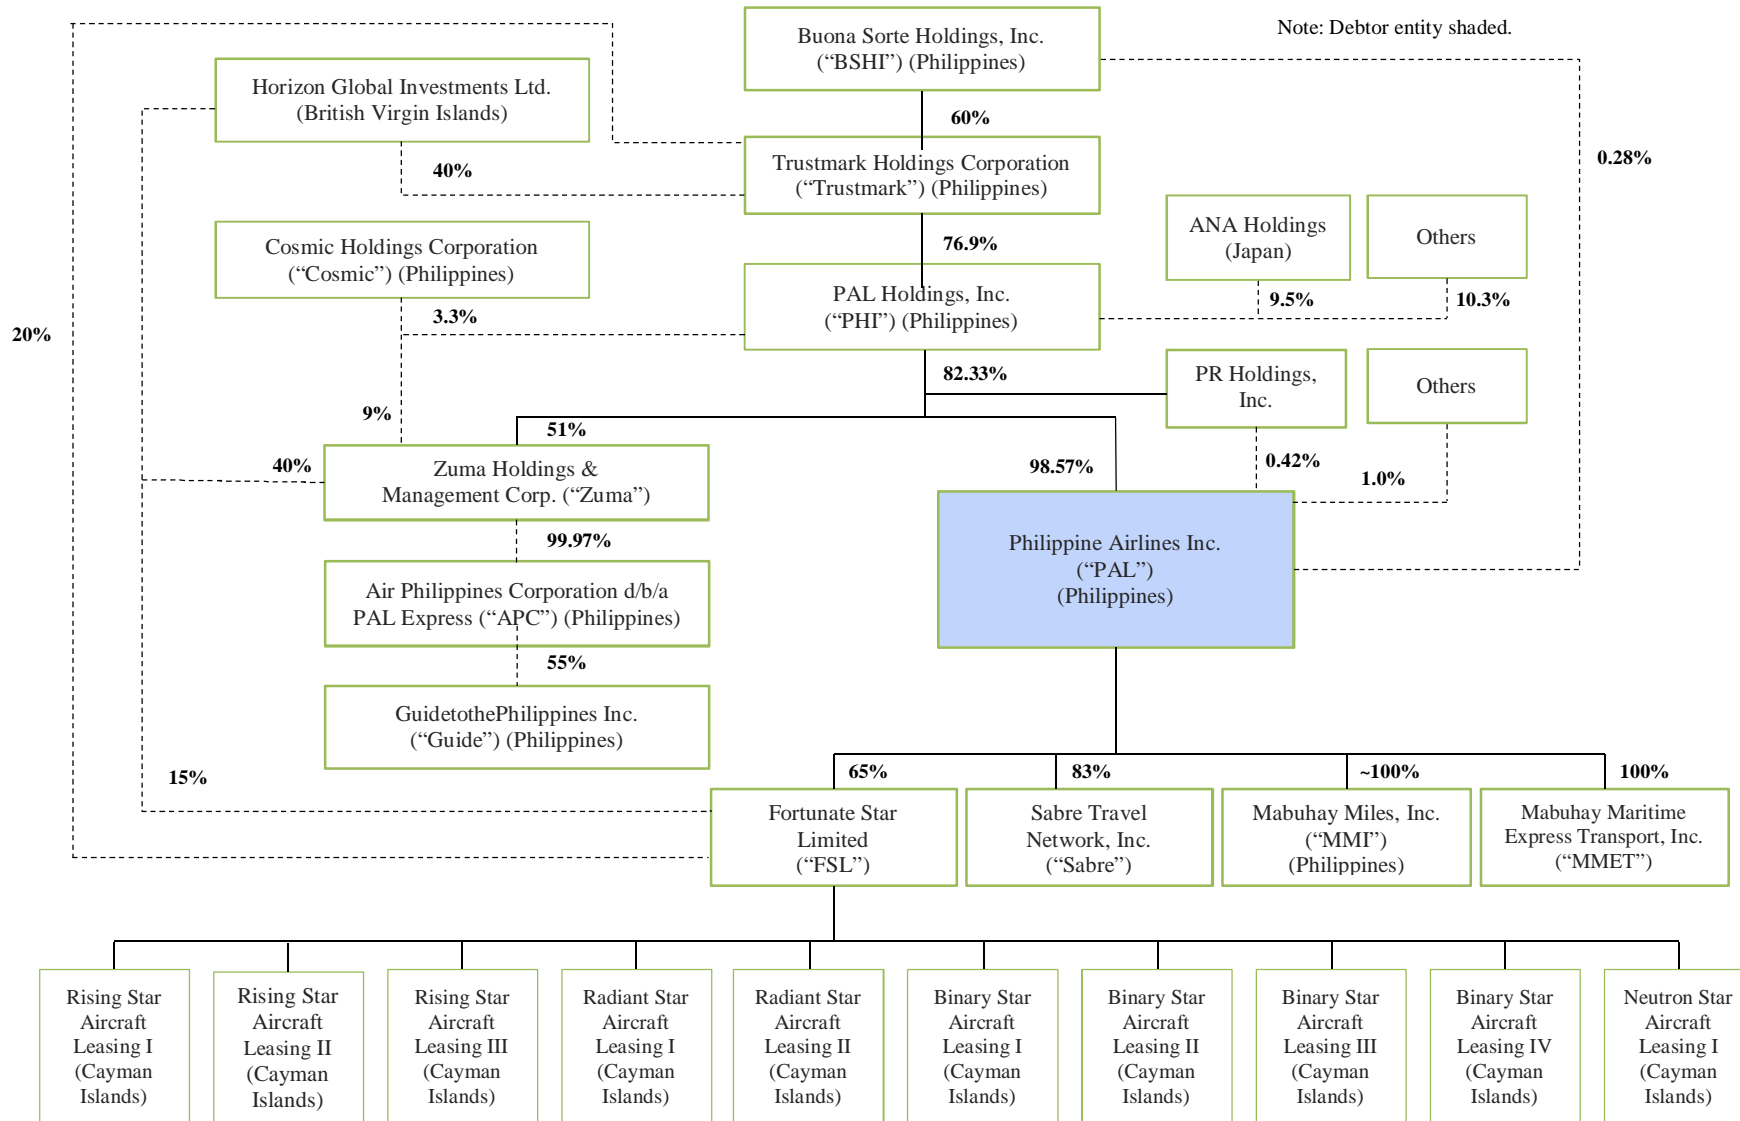 Note: Debtor entity shaded.
Buona Sorte Holdings, Inc.
(“BSHI”) (Philippines)
Horizon Global Investments Ltd.
(British Virgin Islands)
60%
0.28%
40%
Trustmark Holdings Corporation
(“Trustmark”) (Philippines)
Cosmic Holdings Corporation
(“Cosmic”) (Philippines)
76.9%
ANA Holdings
(Japan)
Others
3.3%
PAL Holdings, Inc.
(“PHI”) (Philippines)
9.5%
10.3%
20%
82.33%
PR Holdings,
Inc.
Others
9%
51%
40%
98.57%
0.42%
1.0%
Zuma Holdings &
Management Corp. (“Zuma”)
99.97%
Philippine Airlines Inc.
(“PAL”)
(Philippines)
Air Philippines Corporation d/b/a
PAL Express (“APC”) (Philippines)
55%
GuidetothePhilippines Inc.
(“Guide”) (Philippines)
15%
65%
83%
~100%
100%
Fortunate Star
Limited
(“FSL”)
Sabre Travel
Network, Inc.
(“Sabre”)
Mabuhay Miles, Inc.
(“MMI”)
(Philippines)
Mabuhay Maritime
Express Transport, Inc.
(“MMET”)
Rising Star
Aircraft
Leasing I
(Cayman
Islands)
Rising Star
Aircraft
Leasing II
(Cayman
Islands)
Rising Star
Aircraft
Leasing III
(Cayman
Islands)
Radiant Star
Aircraft
Leasing I
(Cayman
Islands)
Radiant Star
Aircraft
Leasing II
(Cayman
Islands)
Binary Star
Aircraft
Leasing I
(Cayman
Islands)
Binary Star
Aircraft
Leasing II
(Cayman
Islands)
Binary Star
Aircraft
Leasing III
(Cayman
Islands)
Binary Star
Aircraft
Leasing IV
(Cayman
Islands)
Neutron Star
Aircraft
Leasing I
(Cayman
Islands)